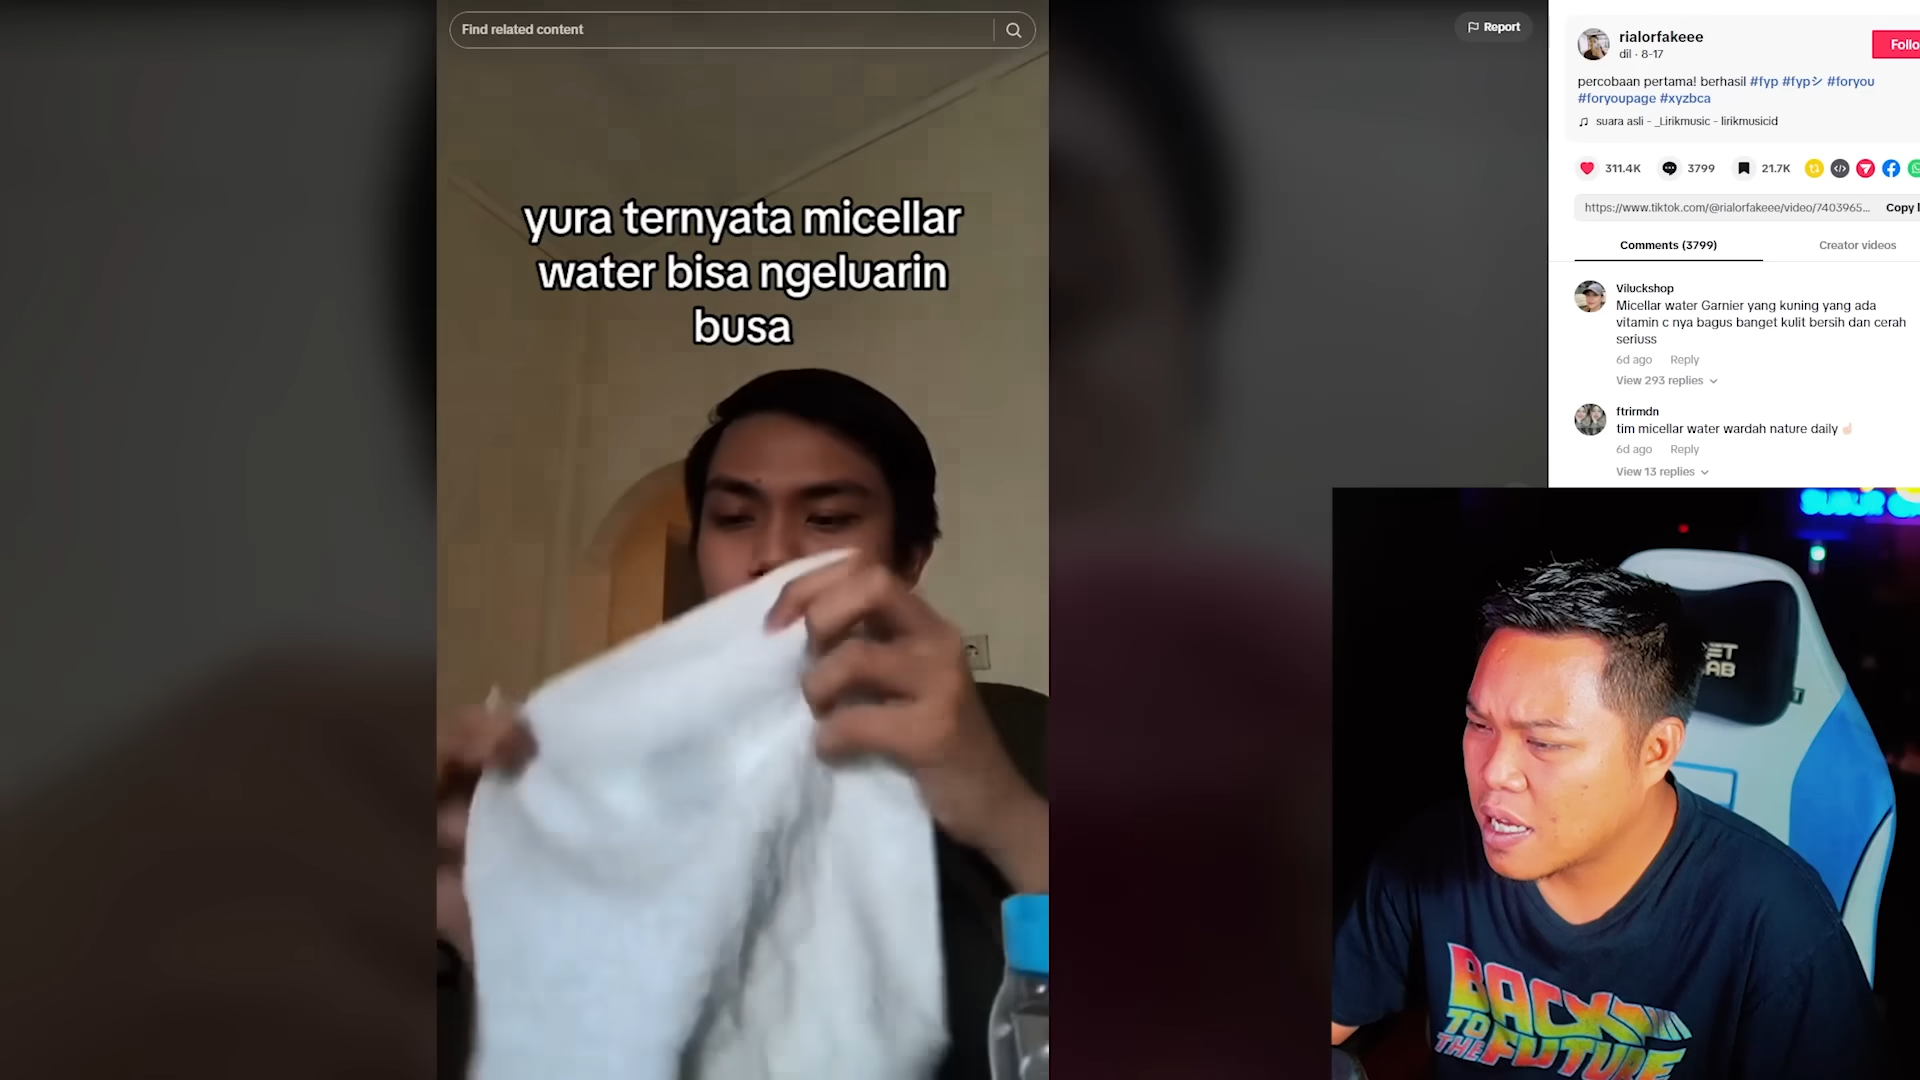 Find related content
Report
yura ternyata micellar
water bisa ngeluarin
busa
rialorfakeee
dil · 8-17
Follo
percobaan pertama! berhasil #fyp #fypシ #foryou
#foryoupage #xyzbca
suara asli - _Lirikmusic - lirikmusicid
311.4K
3799
21.7K
https://www.tiktok.com/@rialorfakeee/video/7403965...
Copy l
Comments (3799)
Creator videos
Viluckshop
Micellar water Garnier yang kuning yang ada
vitamin c nya bagus banget kulit bersih dan cerah
seriuss
6d ago Reply
View 293 replies
ftrirmdn
tim micellar water wardah nature daily☝🏻
6d ago Reply
View 13 replies
BACK
TO
THE FUTURE